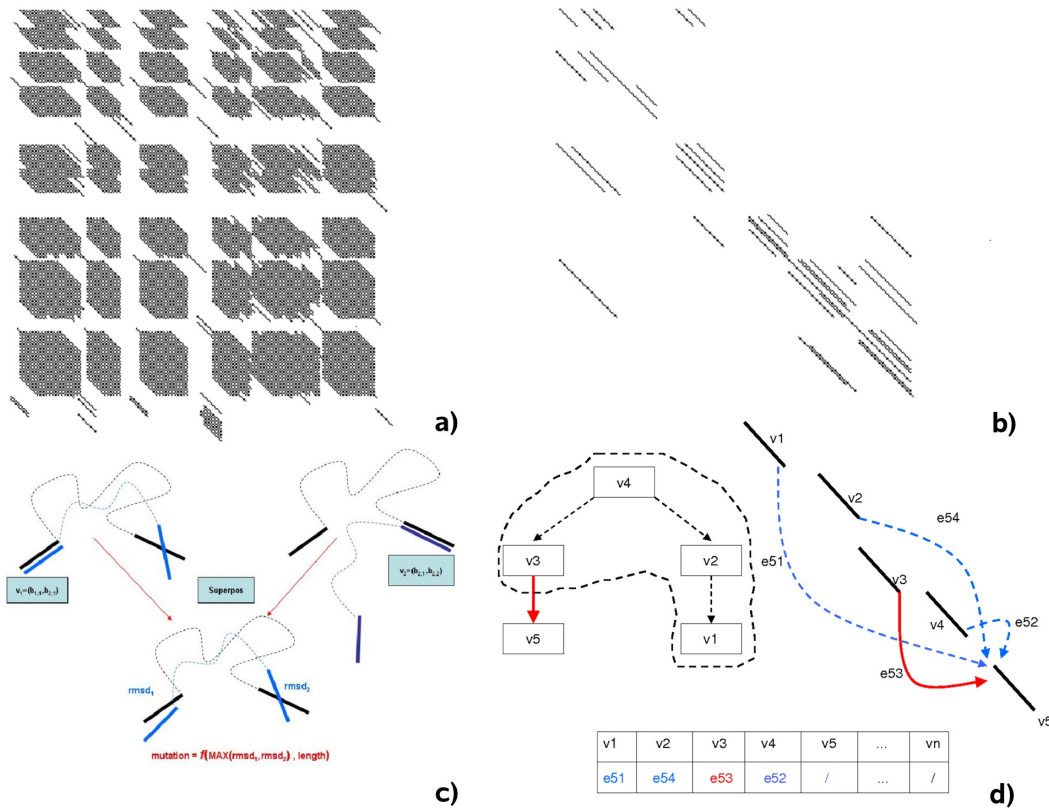 a)
b)
v₁=(b₁,₁,b₂,₁)
Superpos
v₂=(b₂,₁,b₂,₂)
rmsd₁
rmsd₂
mutation = f(MAX(rmsd₁,rmsd₂) , length)
c)
v4
v3
v2
v5
v1
v1
v2
e54
e51
v3
v4
e52
e53
v5
v1 v2 v3 v4 v5 ... vn
e51 e54 e53 e52 / ... /
d)